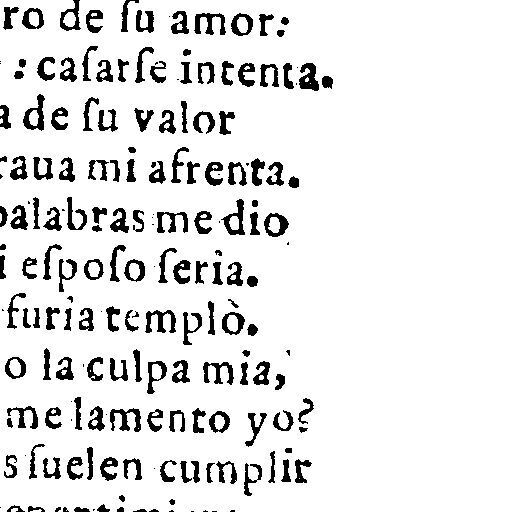 ro de ſu amor:
: caſarſe intenta.
a de ſu valor
raua mi afrenta.
palabras me dio
i eſpoſo ſeria.
furia templò.
o la culpa mia,
me lamento yo?
s ſuelen cumplir